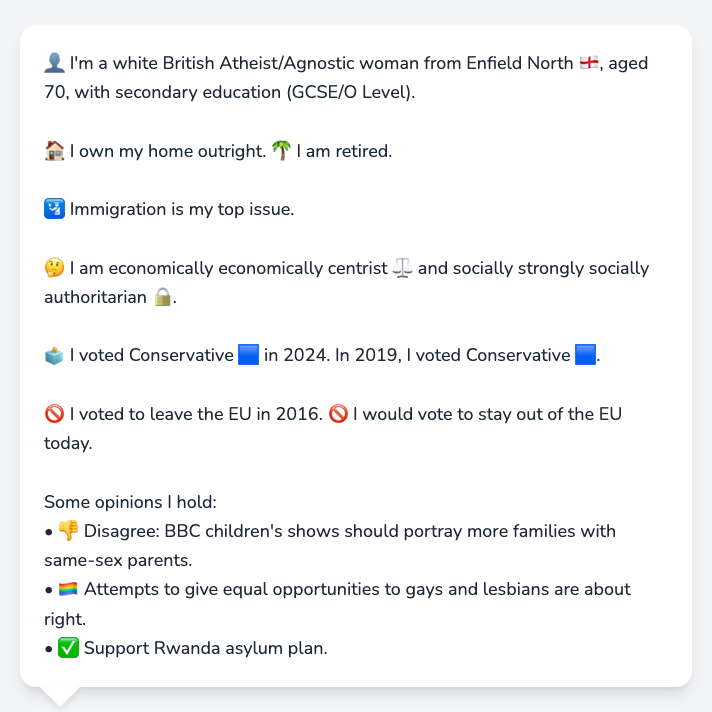 👤 I'm a white British Atheist/Agnostic woman from Enfield North 🏴󠁧󠁢󠁥󠁮󠁧󠁿, aged
70, with secondary education (GCSE/O Level).
🏠 I own my home outright. 🌴 I am retired.
🛂 Immigration is my top issue.
🤔 I am economically economically centrist ⚖️ and socially strongly socially
authoritarian 🔒.
🗳️ I voted Conservative 🟦 in 2024. In 2019, I voted Conservative 🟦.
🚫 I voted to leave the EU in 2016. 🚫 I would vote to stay out of the EU
today.
Some opinions I hold:
• 👎 Disagree: BBC children's shows should portray more families with
same-sex parents.
• 🏳️‍🌈 Attempts to give equal opportunities to gays and lesbians are about
right.
• ✅ Support Rwanda asylum plan.